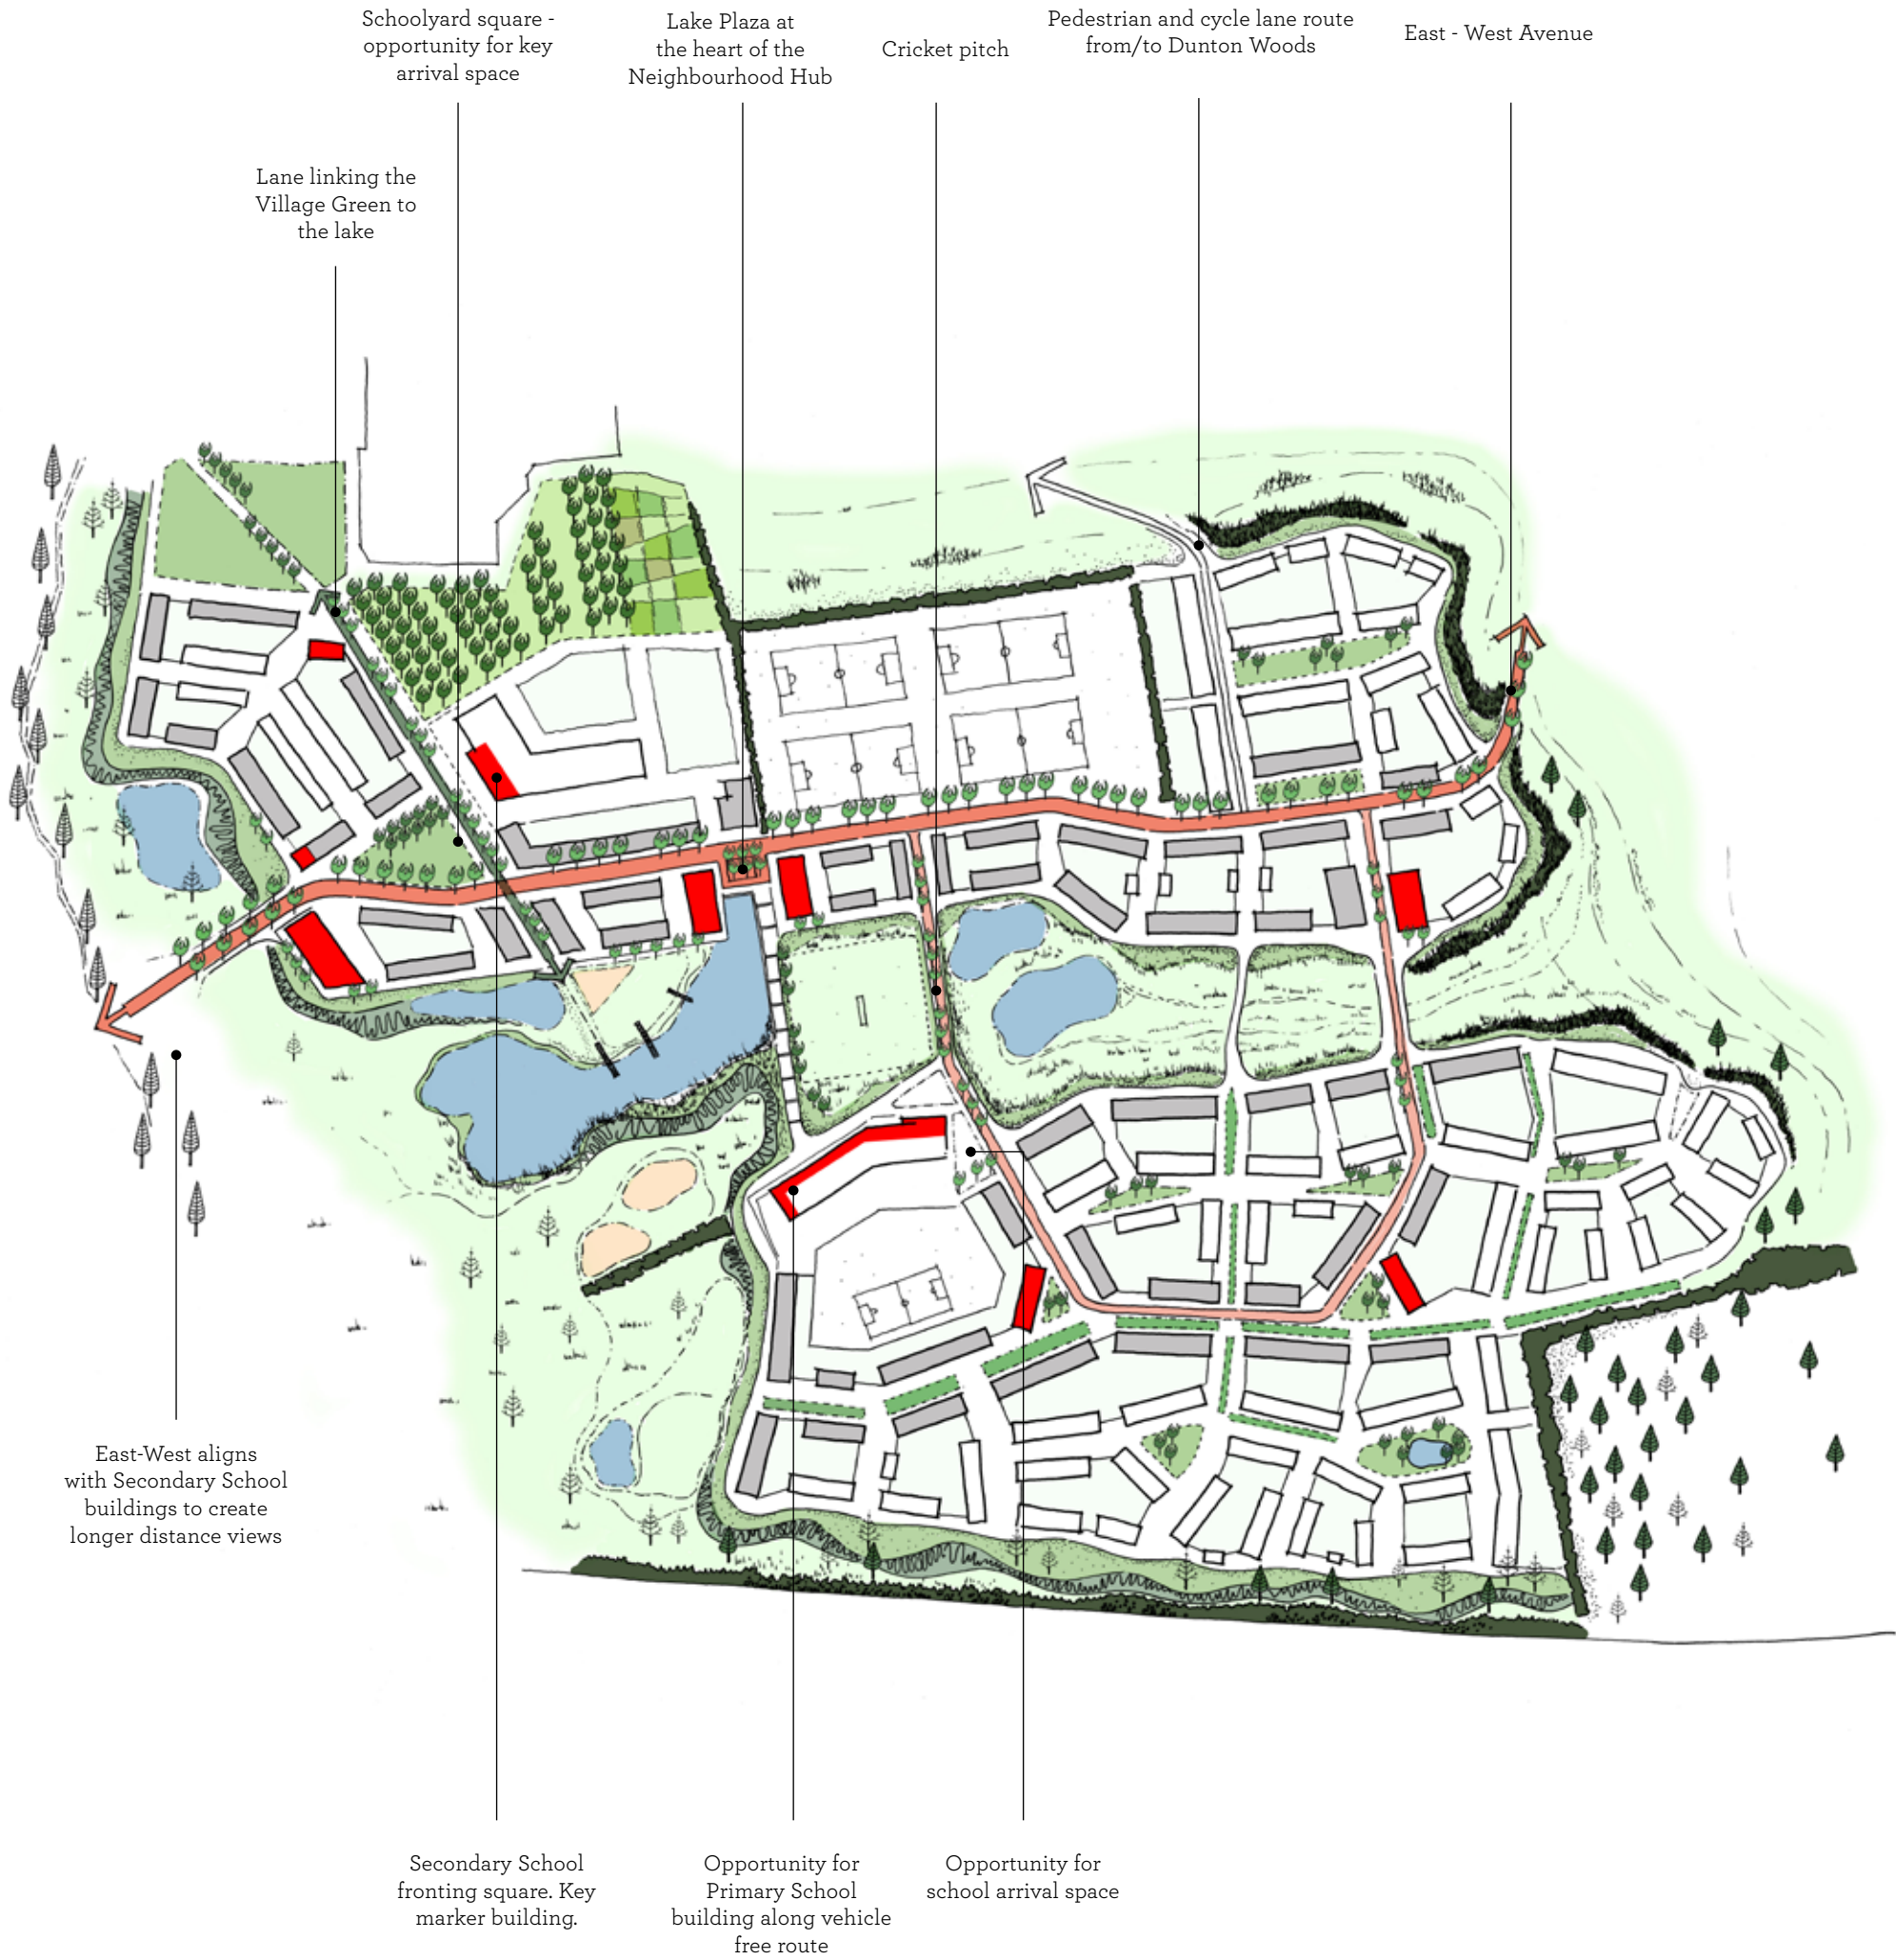 Schoolyard square -
opportunity for key
arrival space
Lake Plaza at
the heart of the
Neighbourhood Hub
Cricket pitch
Pedestrian and cycle lane route
from/to Dunton Woods
East - West Avenue
Lane linking the
Village Green to
the lake
East-West aligns
with Secondary School
buildings to create
longer distance views
Secondary School
fronting square. Key
marker building.
Opportunity for
Primary School
building along vehicle
free route
Opportunity for
school arrival space